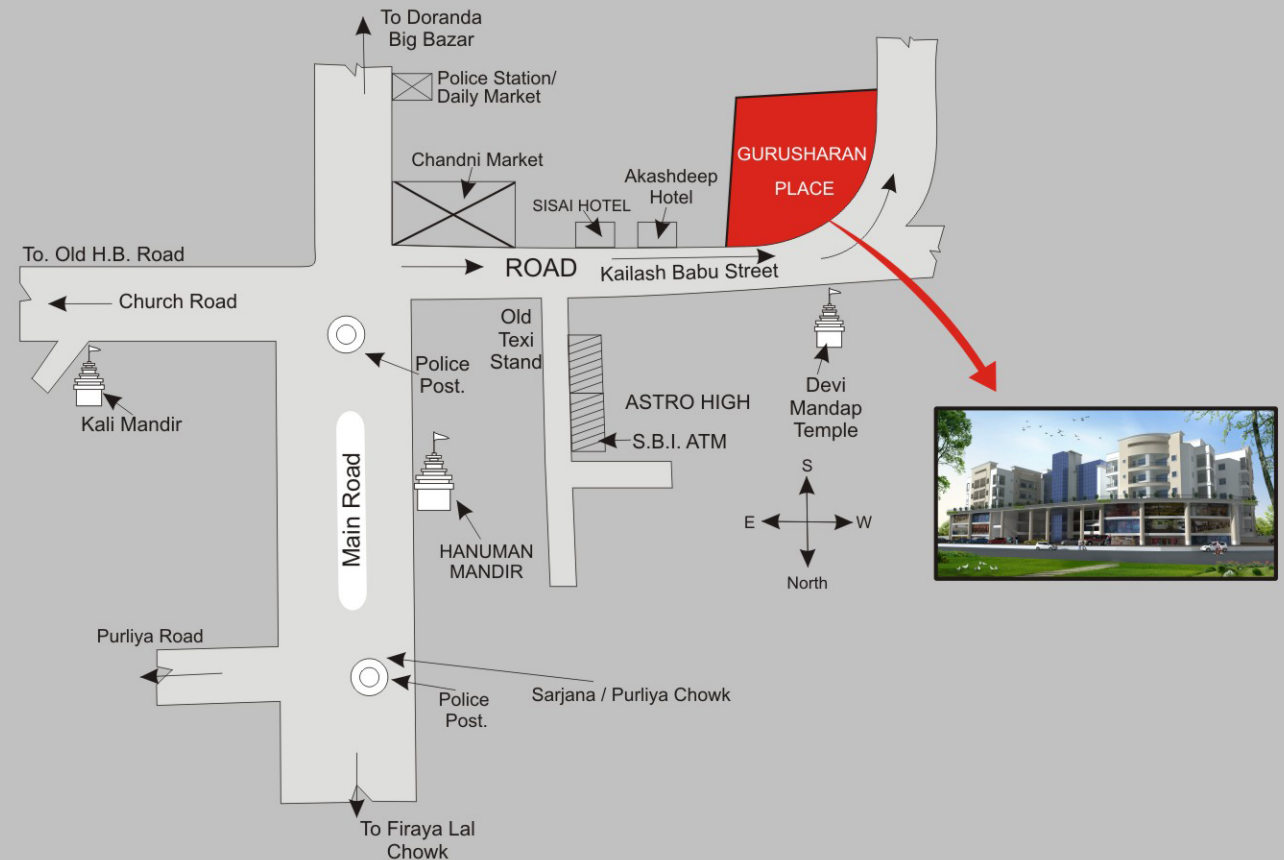 To Doranda
Big Bazar
Police Station/
Daily Market
Chandni Market
SISAI HOTEL
Akashdeep
Hotel
GURUSHARAN
PLACE
To. Old H.B. Road
Church Road
ROAD
Kailash Babu Street
Old
Texi
Stand
Police
Post.
Kali Mandir
ASTRO HIGH
S.B.I. ATM
Devi
Mandap
Temple
Main Road
HANUMAN
MANDIR
S
E
W
North
Purliya Road
Police
Post.
Sarjana / Purliya Chowk
To Firaya Lal
Chowk